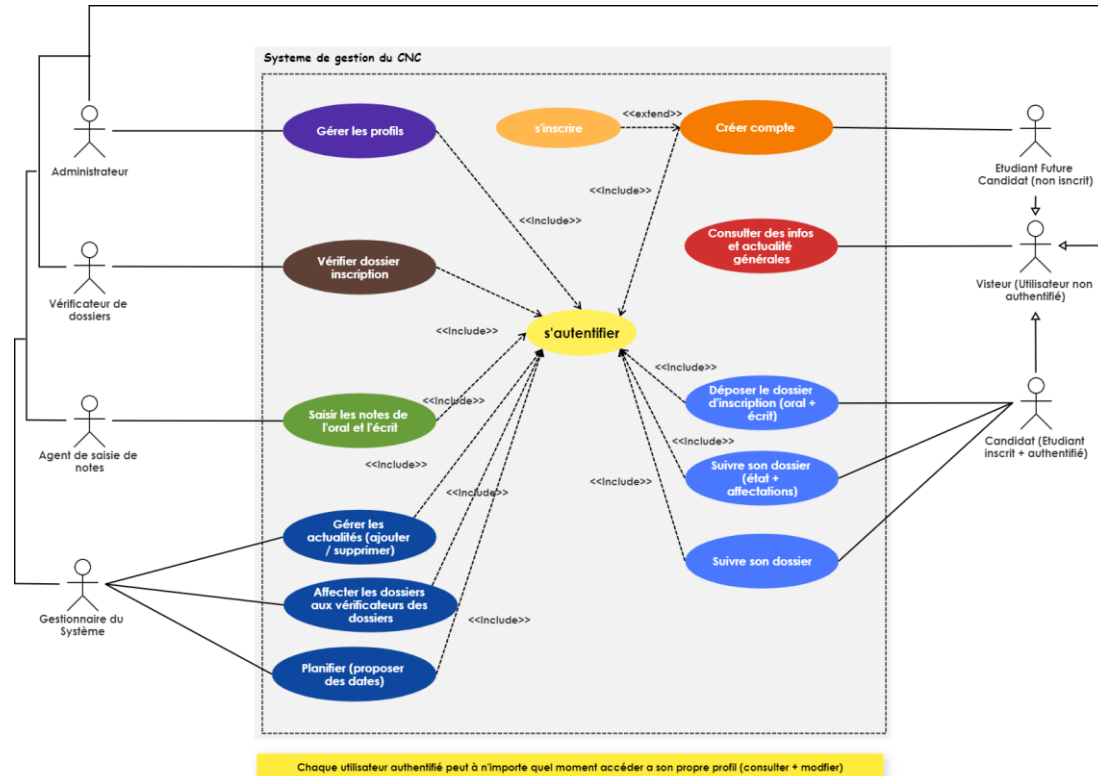 Systeme de gestion du CNC
Gérer les profils
s'inscrire
<<extend>>
Créer compte
Administrateur
Etudiant Future
Candidat (non isncrit)
<<Include>>
<<Include>>
Consulter des infos
et actualité
générales
Vérifier dossier
inscription
Visteur (Utilisateur non
authentifié)
Vérificateur de
dossiers
s'autentifier
<<Include>>
<<Include>>
Déposer le dossier
d'inscription (oral +
écrit)
<<Include>>
Saisir les notes de
l'oral et l'écrit
Agent de saisie de
notes
Candidat (Etudiant
inscrit + authentifié)
<<Include>>
<<Include>>
Suivre son dossier
(état +
affectations)
<<Include>>
<<Include>>
Gérer les
actualités (ajouter
/ supprimer)
Suivre son dossier
Affecter les dossiers
aux vérificateurs des
dossiers
<<Include>>
Gestionnaire du
Système
Planifier (proposer
des dates)
Chaque utilisateur authentifié peut à n'importe quel moment accéder a son propre profil (consulter + modfier)